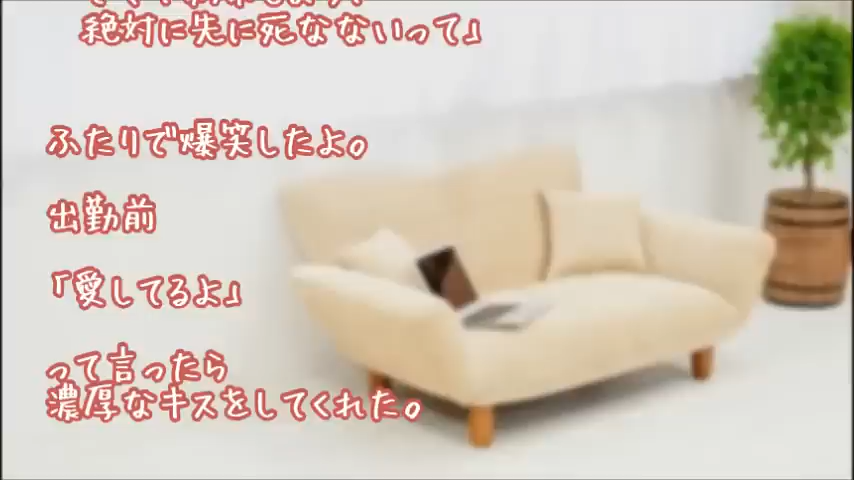 絶対に先に死なないって」
ふたりで爆笑したよ。
出勤前
「愛してるよ」
って言ったら
濃厚なキスをしてくれた。